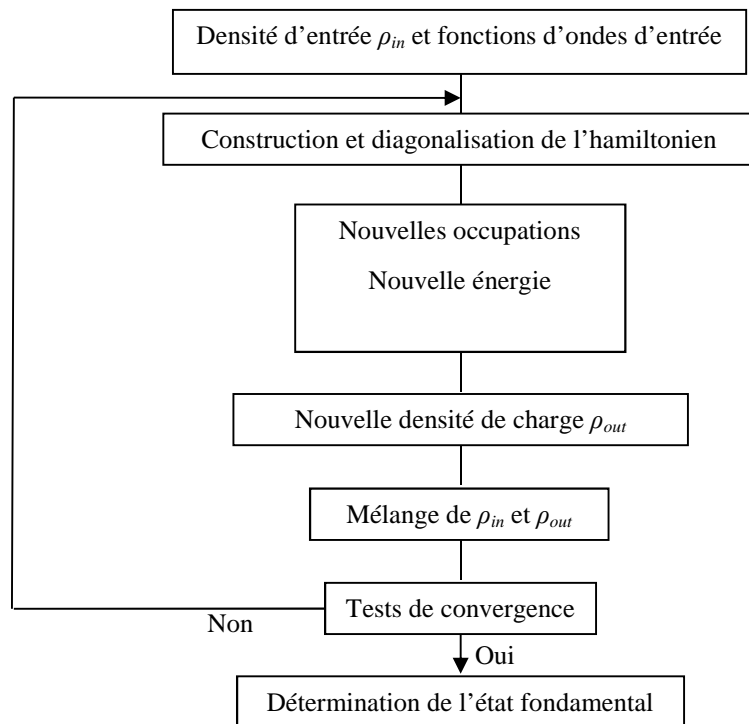 Densité d’entrée ρin et fonctions d’ondes d’entrée
Construction et diagonalisation de l’hamiltonien
Nouvelles occupations
Nouvelle énergie
Nouvelle densité de charge ρout
Mélange de ρin et ρout
Tests de convergence
Non
Oui
Détermination de l’état fondamental